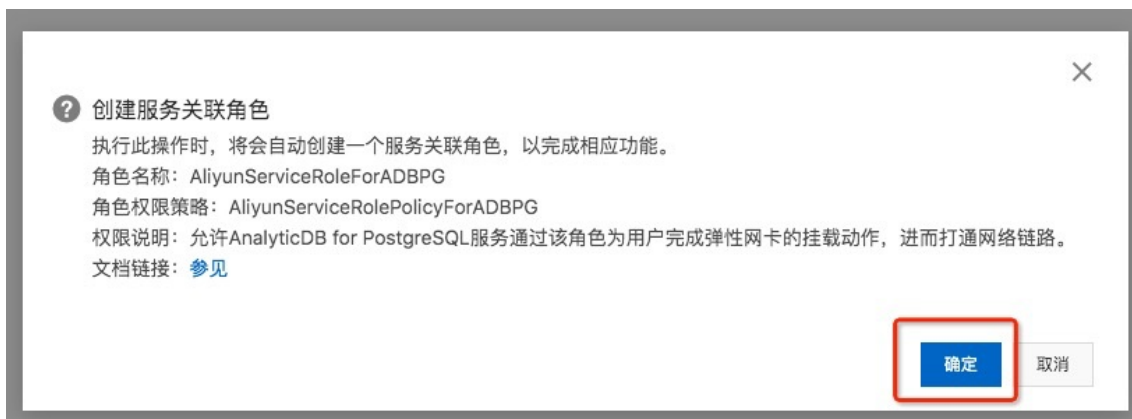 创建服务关联角色
执行此操作时，将会自动创建一个服务关联角色，以完成相应功能。
角色名称：AliyunServiceRoleForADBPG
角色权限策略：AliyunServiceRolePolicyForADBPG
权限说明：允许AnalyticDB for PostgreSQL服务通过该角色为用户完成弹性网卡的挂载动作，进而打通网络链路。
文档链接：参见
确定 取消